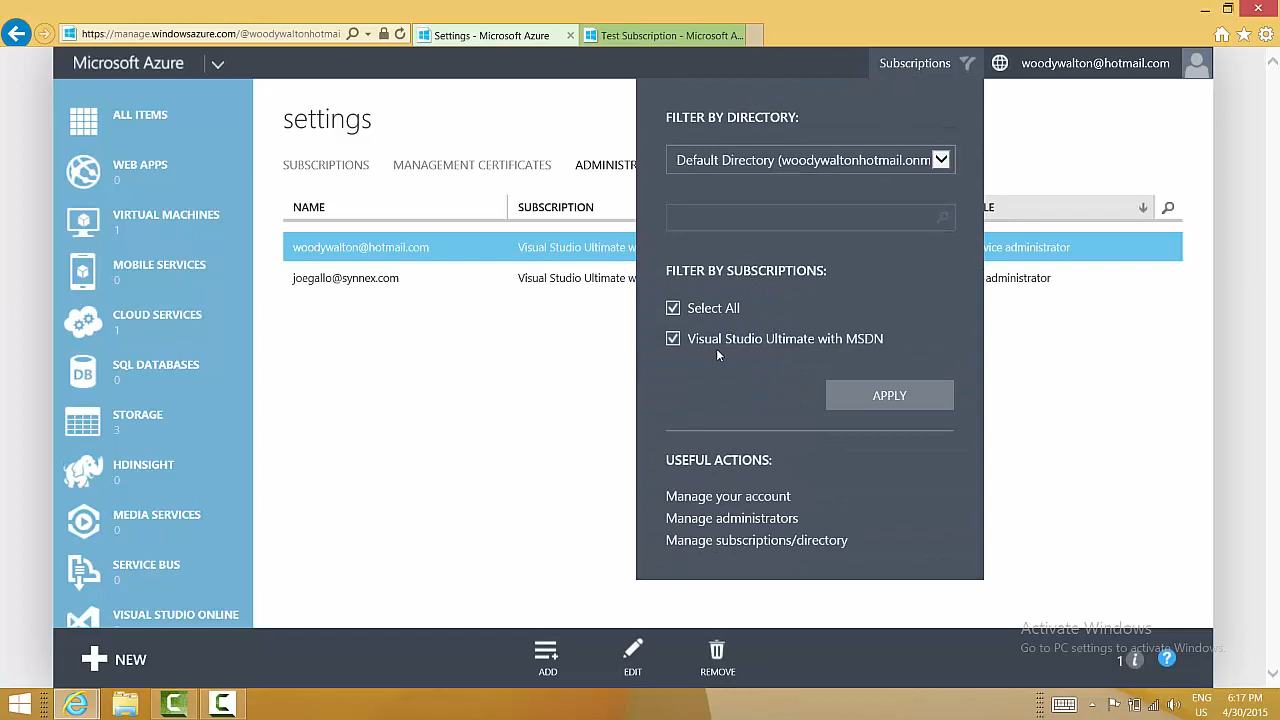 https://manage.windowsazure.com/@woodywaltonhotmai
Settings - Microsoft Azure
Test Subscription - Microsoft A...
Microsoft Azure
Subscriptions
woodywalton@hotmail.com
ALL ITEMS
WEB APPS
0
VIRTUAL MACHINES
1
MOBILE SERVICES
0
CLOUD SERVICES
1
SQL DATABASES
0
DB
STORAGE
3
HDINSIGHT
0
MEDIA SERVICES
0
SERVICE BUS
0
VISUAL STUDIO ONLINE
settings
SUBSCRIPTIONS MANAGEMENT CERTIFICATES ADMINISTR
NAME SUBSCRIPTION LE
woodywalton@hotmail.com Visual Studio Ultimate w vice administrator
joegallo@synnex.com Visual Studio Ultimate w administrator
FILTER BY DIRECTORY:
Default Directory (woodywaltonhotmail.onm
FILTER BY SUBSCRIPTIONS:
Select All
Visual Studio Ultimate with MSDN
APPLY
USEFUL ACTIONS:
Manage your account
Manage administrators
Manage subscriptions/directory
NEW
ADD
EDIT
REMOVE
Activate Windows
Go to PC settings to activate Windows.
1
ENG
US
6:17 PM
4/30/2015